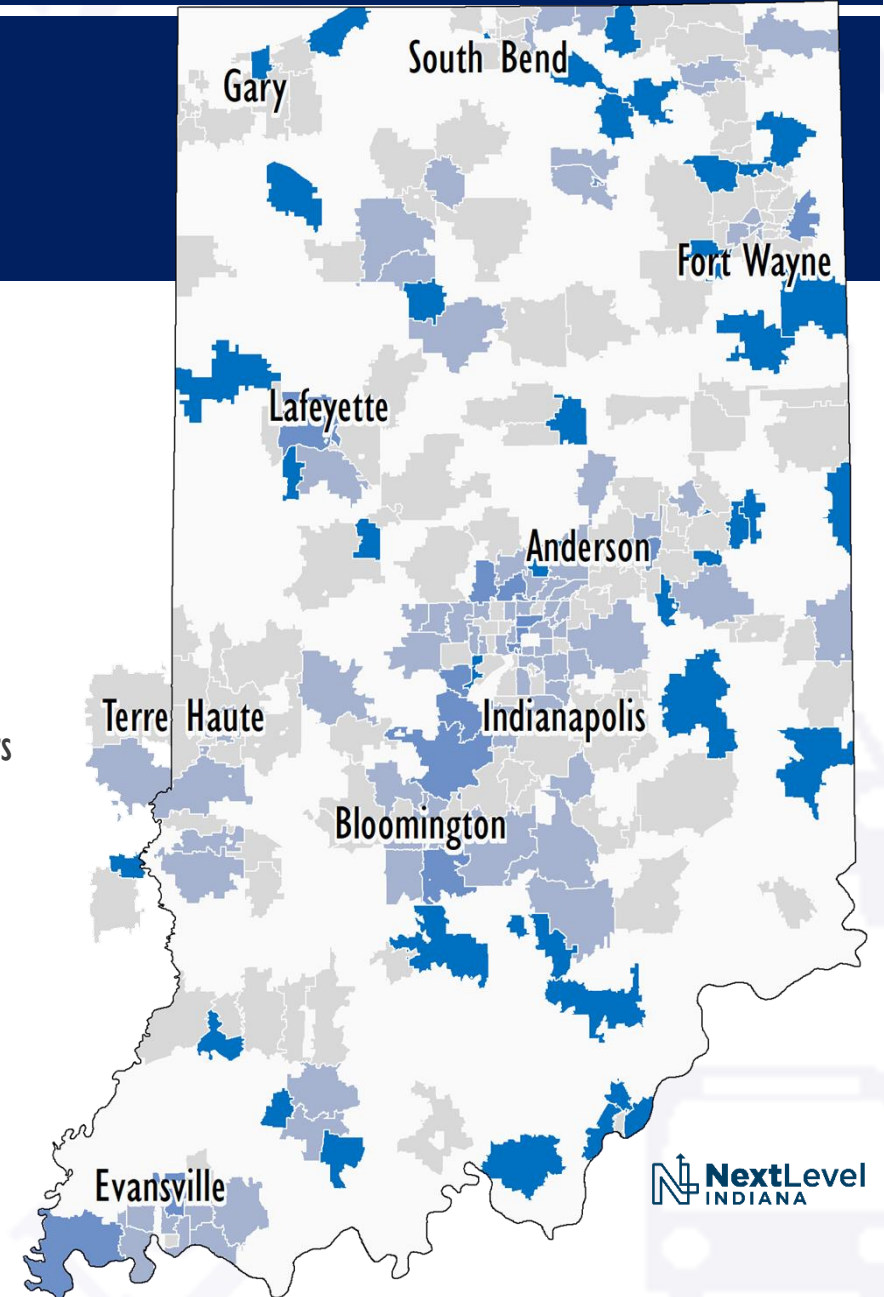 Gary
South Bend
Fort Wayne
Lafeyette
Anderson
Terre Haute
Indianapolis
Bloomington
Evansville
NextLevel
INDIANA